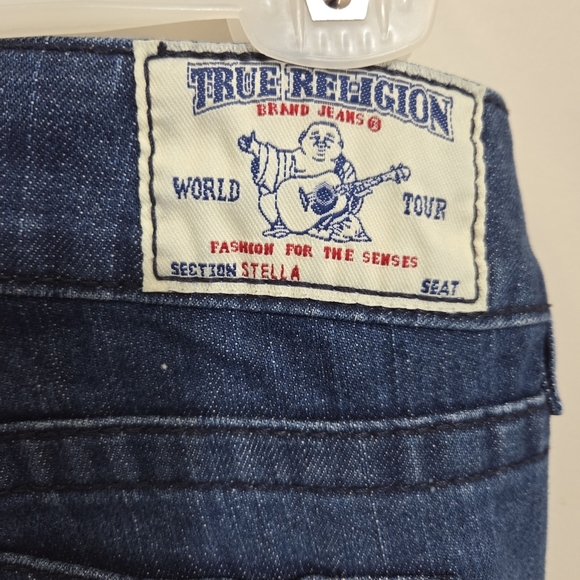 TRUE RELIGION
BRAND JEANS®
WORLD TOUR
FASHION FOR THE SENSES
SECTION STELLA SEAT